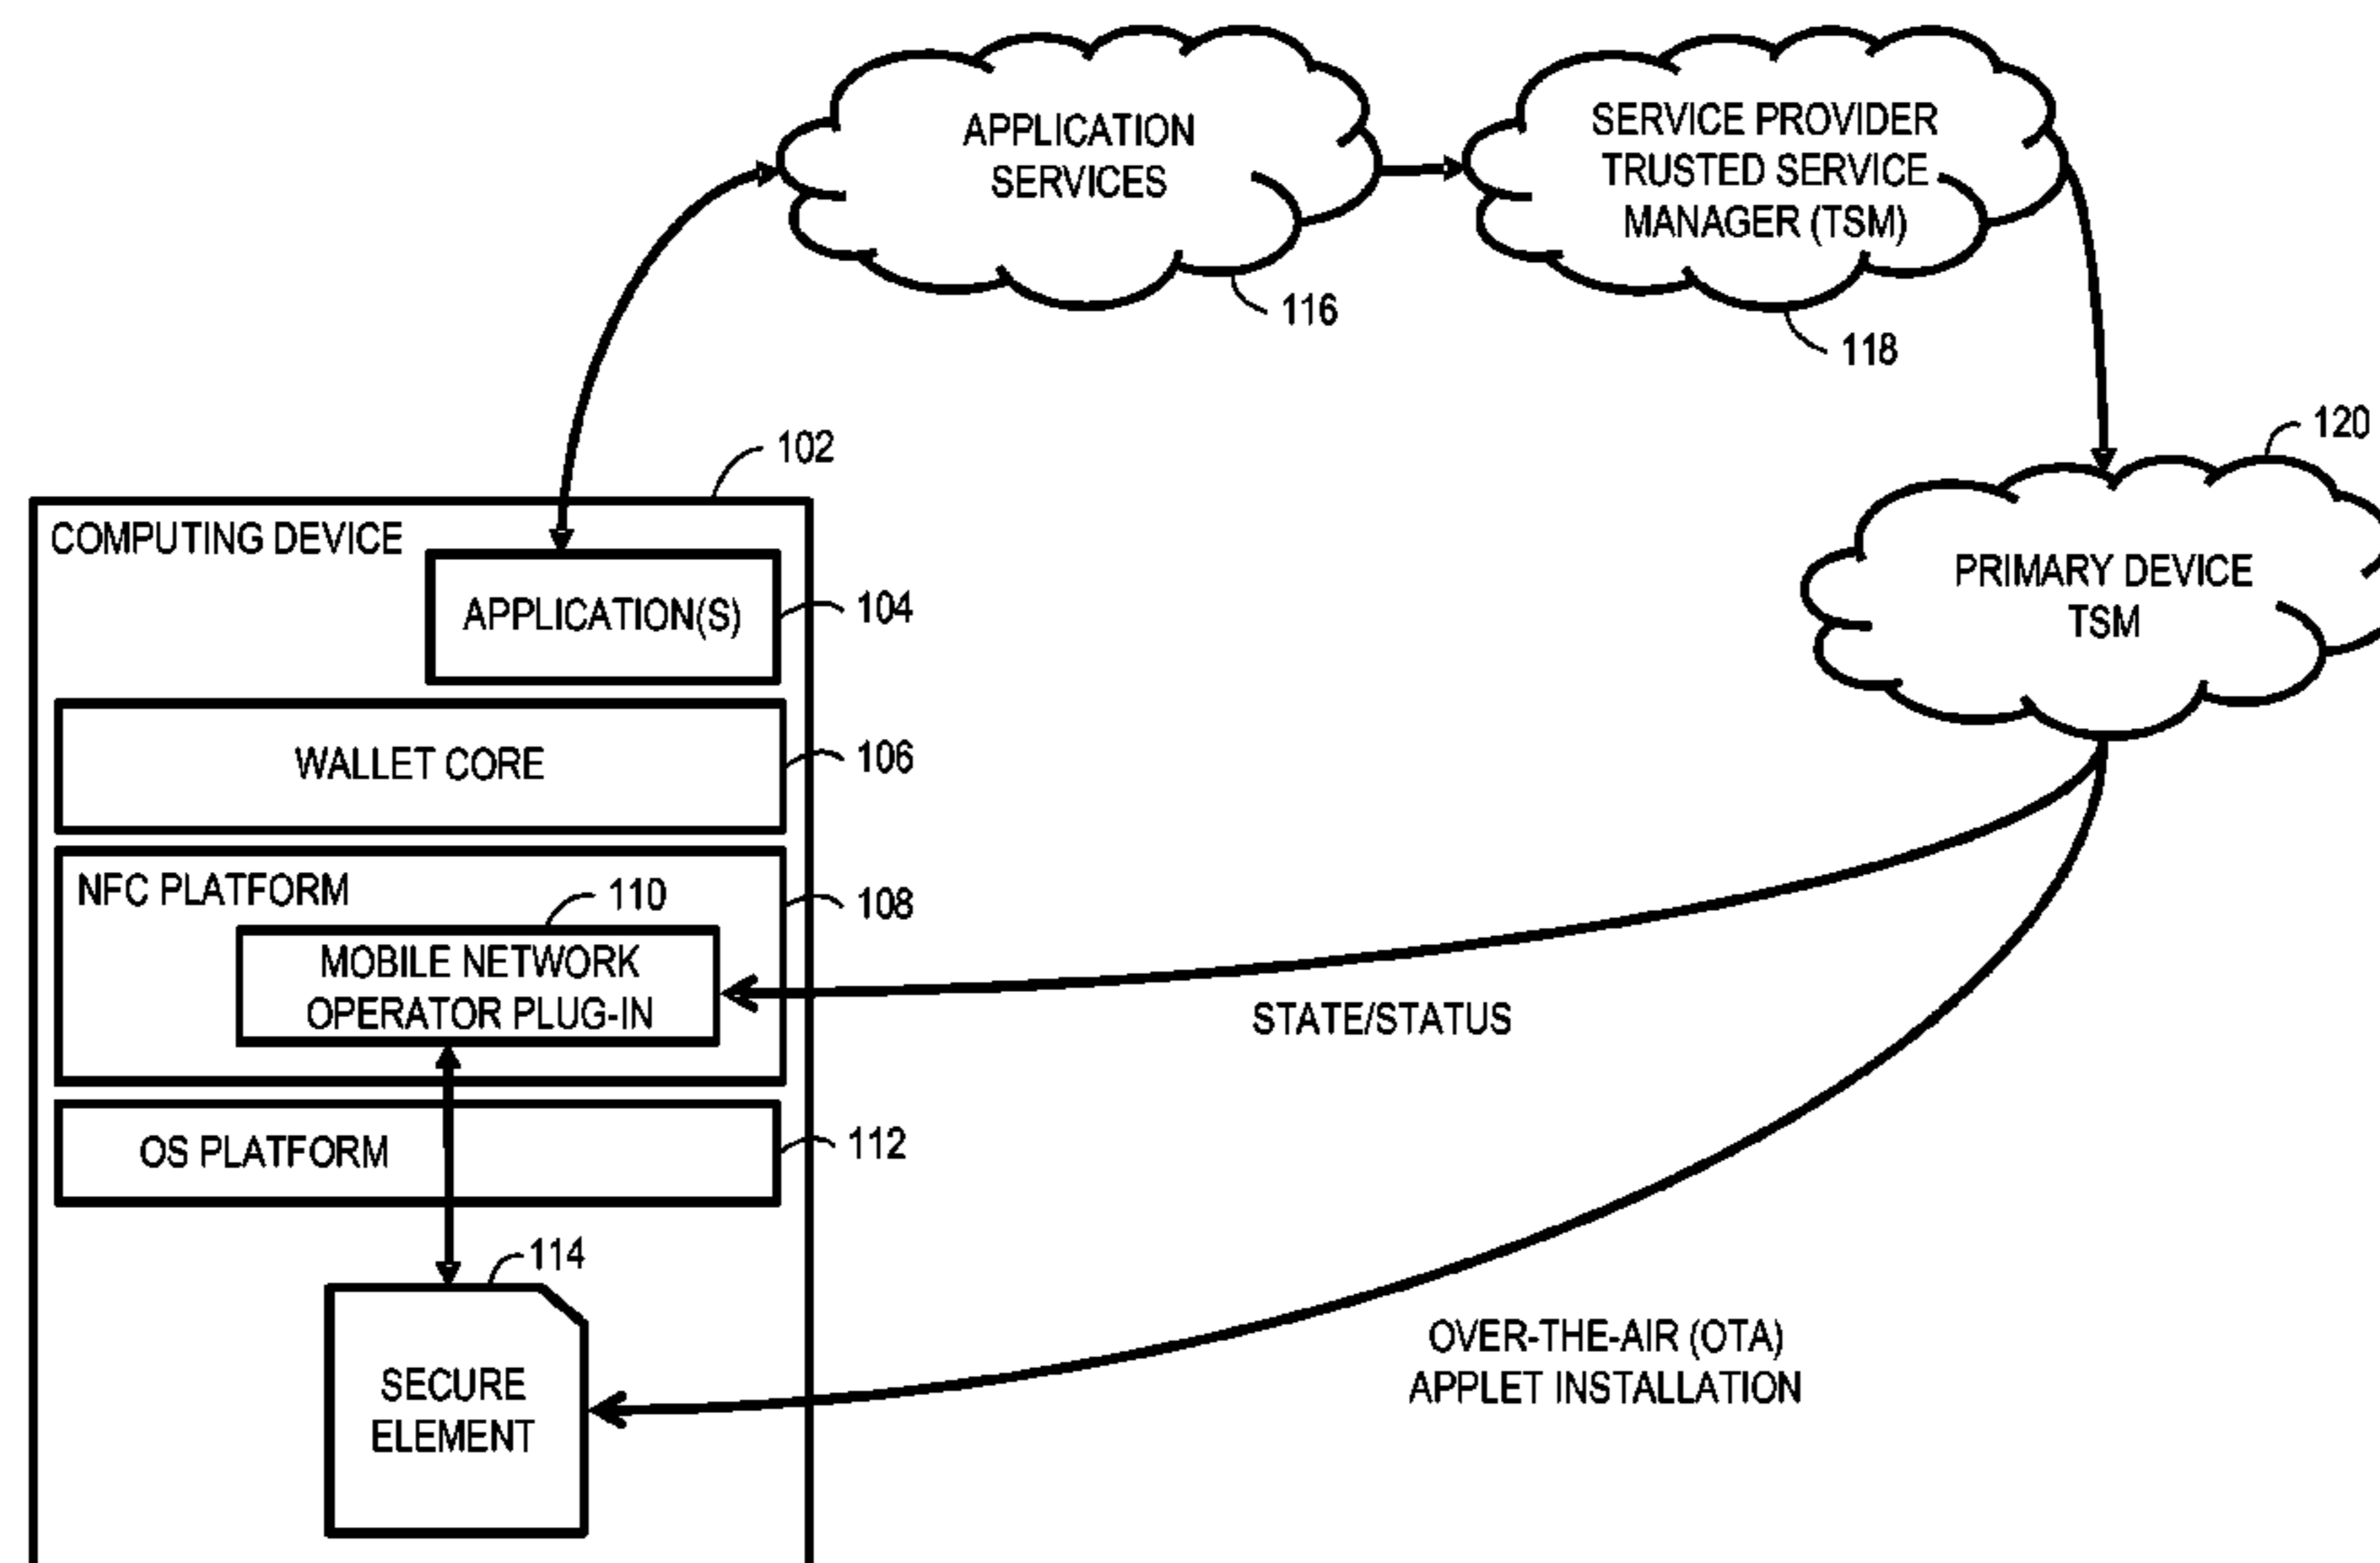 APPLICATION
SERVICES
116
SERVICE PROVIDER
TRUSTED SERVICE
MANAGER (TSM)
118
120
PRIMARY DEVICE
TSM
102
COMPUTING DEVICE
APPLICATION(S)
104
WALLET CORE
106
NFC PLATFORM
108
110
MOBILE NETWORK
OPERATOR PLUG-IN
STATE/STATUS
OS PLATFORM
112
114
SECURE
ELEMENT
OVER-THE-AIR (OTA)
APPLET INSTALLATION